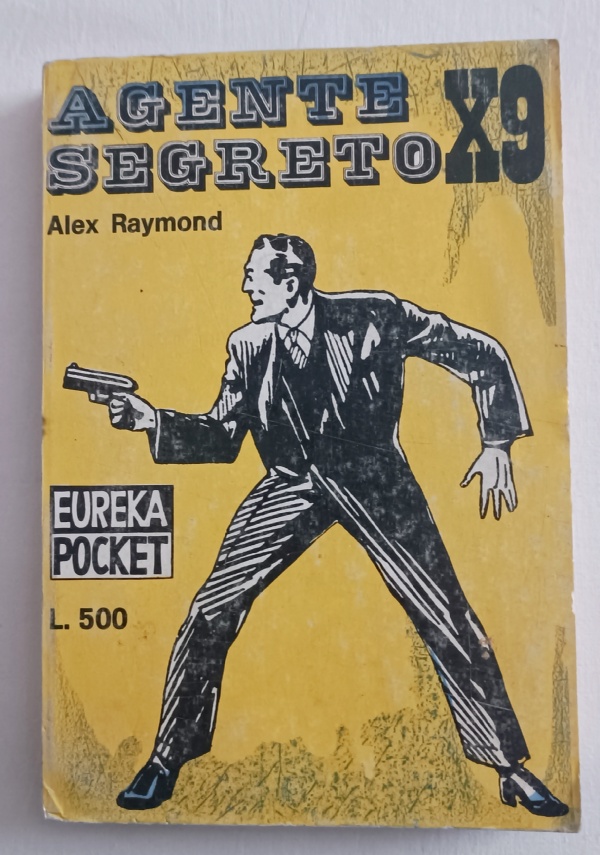 AGENTE
SEGRETO X9
Alex Raymond
EUREKA
POCKET
L. 500